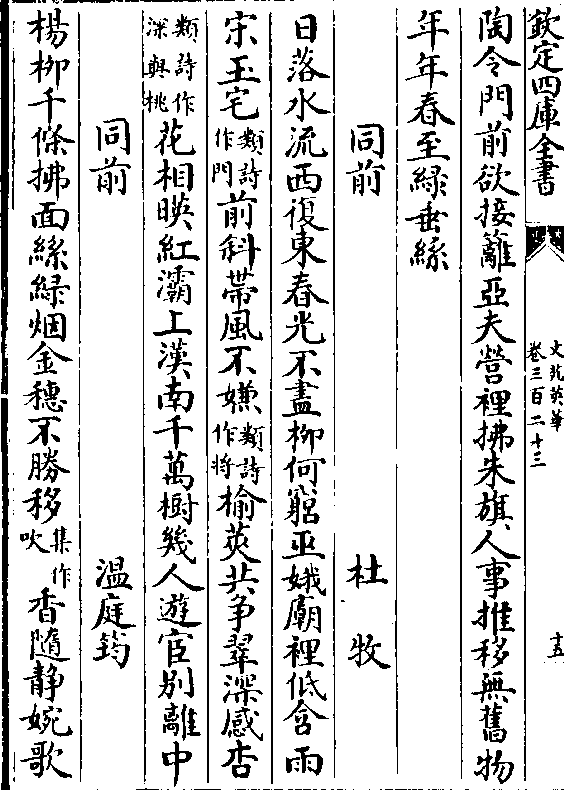 欽定四庫全書
文苑英華
卷三百二十三
十五
陶令門前欲接籬亞夫營裡拂朱旗人事推移無舊物
年年春至綠垂絲
同前 杜牧
日落水流西復東春光不盡柳何窮巫娥廟裡低含雨
宋玉宅類詩作門前斜帶風不嫌類詩作將榆莢共争翠深感杏
類詩作深與桃花相暎紅灞上漢南千萬樹幾人遊宦别離中
同前 温庭筠
楊柳千條拂面絲綠烟金穗不勝移集作吹香隨静婉歌